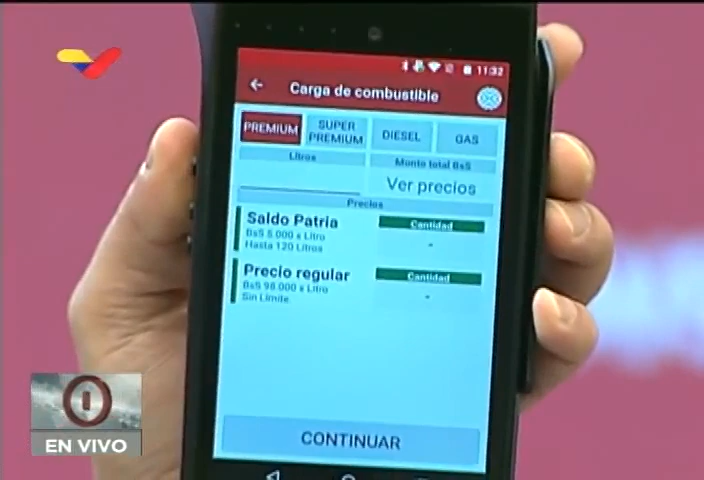 11:32
Carga de combustible
PREMIUM
SUPER PREMIUM
DIESEL
GAS
Litros
Monto total BsS
Ver precios
Precios
Saldo Patria
BsS 5.000 x Litro
Hasta 120 Litros
Cantidad
-
Precio regular
BsS 98.000 x Litro
Sin Limite
Cantidad
-
CONTINUAR
EN VIVO